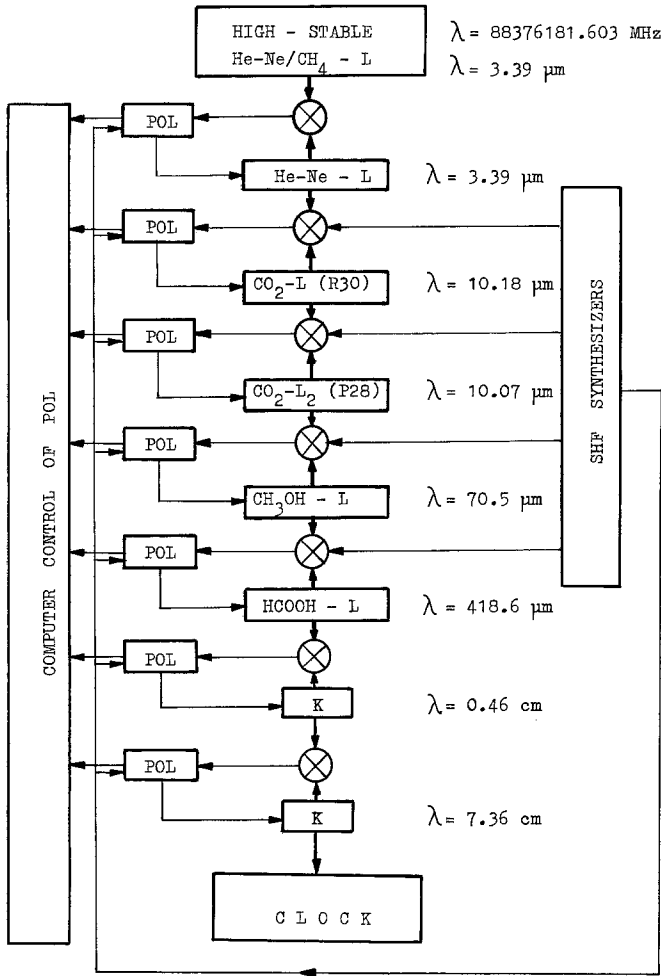 HIGH - STABLE
He-Ne/CH4 - L
λ = 88376181.603 MHz
λ = 3.39 μm
POL
He-Ne - L
λ = 3.39 μm
POL
CO2-L (R30)
λ = 10.18 μm
POL
CO2-L2 (P28)
λ = 10.07 μm
POL
CH3OH - L
λ = 70.5 μm
POL
HCOOH - L
λ = 418.6 μm
POL
K
λ = 0.46 cm
POL
K
λ = 7.36 cm
CLOCK
COMPUTER CONTROL OF POL
SHF SYNTHESIZERS